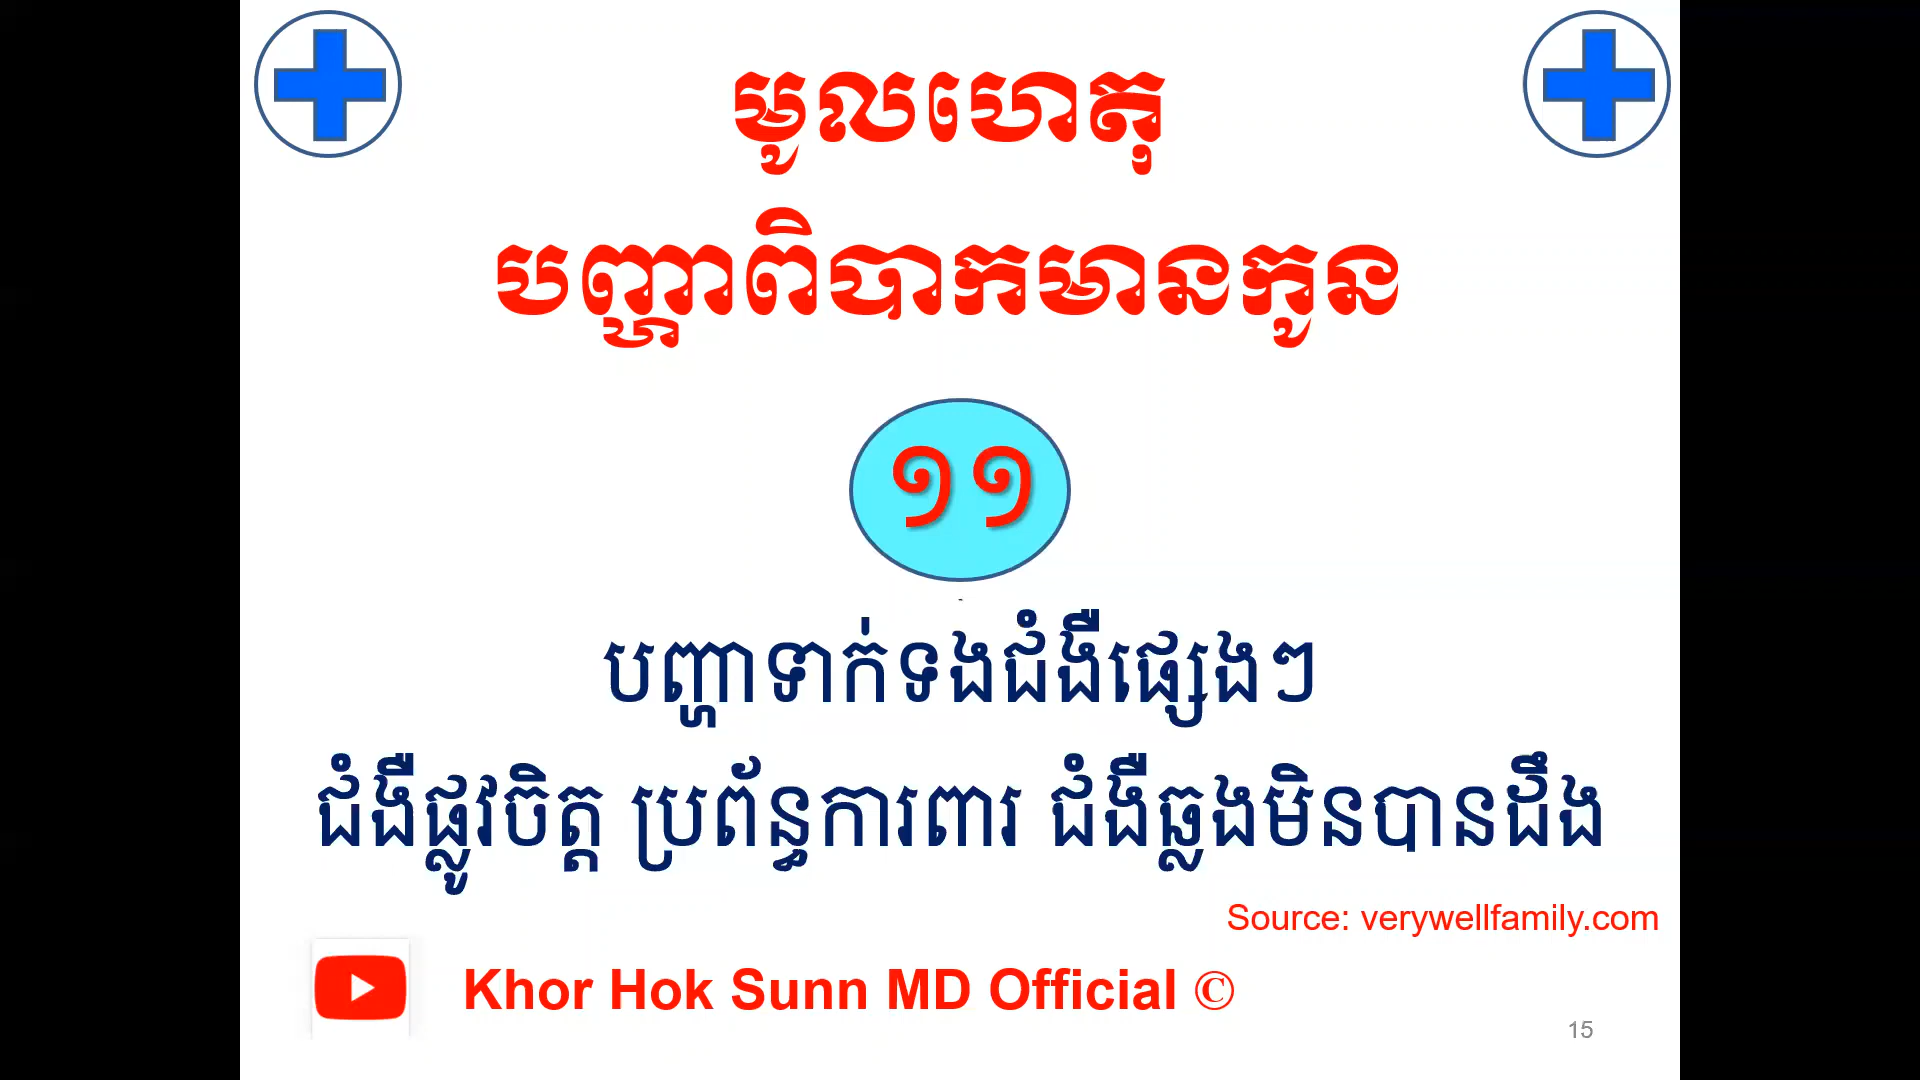 មូលហេតុ
បញ្ហាពិបាកមានកូន
១១
បញ្ហាទាក់ទងជំងឺផ្សេងៗ
ជំងឺផ្លូវចិត្ត ប្រព័ន្ធការពារ ជំងឺឆ្លងមិនបានដឹង
Source: verywellfamily.com
Khor Hok Sunn MD Official ©
15